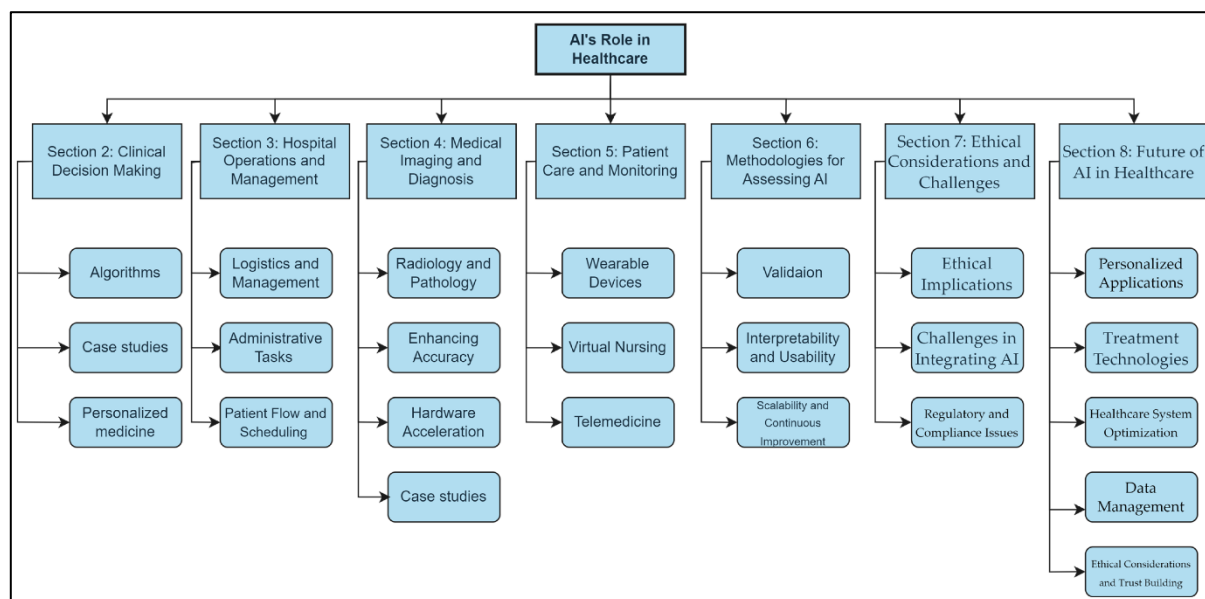 AI's Role in
Healthcare
Section 2: Clinical
Decision Making
Section 3: Hospital
Operations and
Management
Section 4: Medical
Imaging and
Diagnosis
Section 5: Patient
Care and Monitoring
Section 6:
Methodologies for
Assessing AI
Section 7: Ethical
Considerations and
Challenges
Section 8: Future of
AI in Healthcare
Algorithms
Case studies
Personalized
medicine
Logistics and
Management
Administrative
Tasks
Patient Flow and
Scheduling
Radiology and
Pathology
Enhancing
Accuracy
Hardware
Acceleration
Case studies
Wearable
Devices
Virtual Nursing
Telemedicine
Validaion
Interpretability
and Usability
Scalability and
Continuous
Improvement
Ethical
Implications
Challenges in
Integrating AI
Regulatory and
Compliance Issues
Personalized
Applications
Treatment
Technologies
Healthcare System
Optimization
Data
Management
Ethical Considerations
and Trust Building